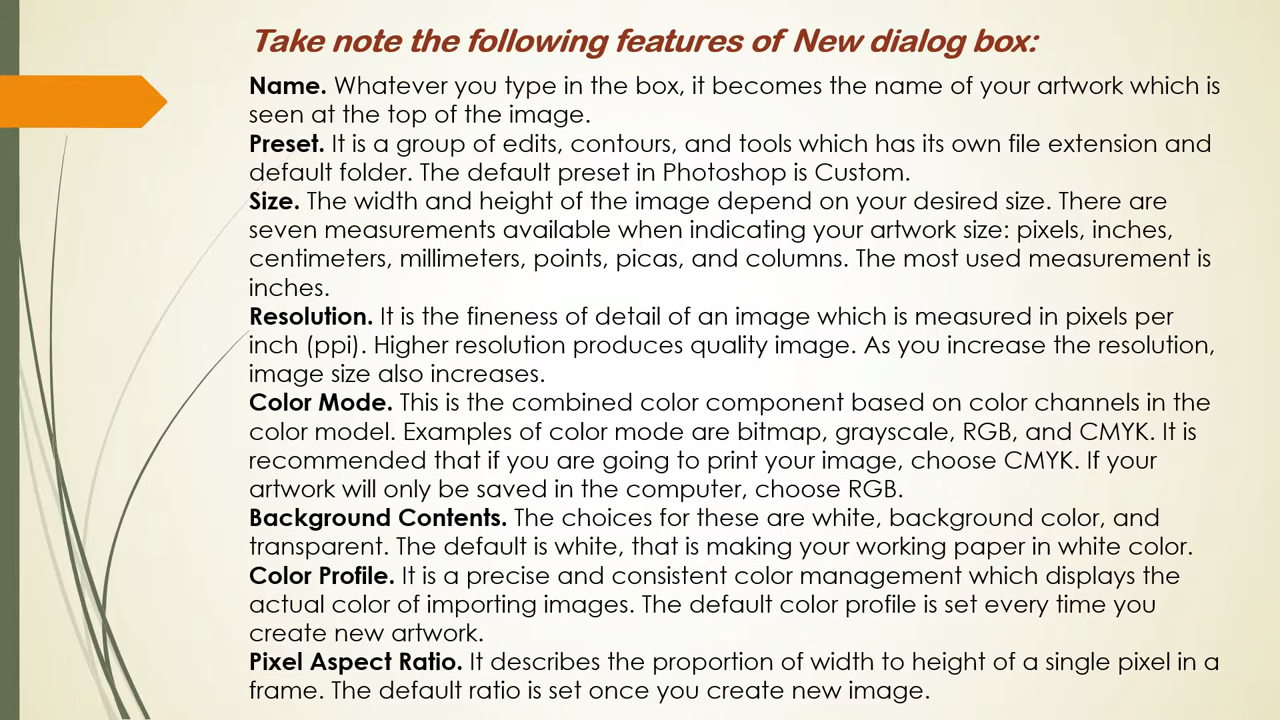 Take note the following features of New dialog box:
Name. Whatever you type in the box, it becomes the name of your artwork which is
seen at the top of the image.
Preset. It is a group of edits, contours, and tools which has its own file extension and
default folder. The default preset in Photoshop is Custom.
Size. The width and height of the image depend on your desired size. There are
seven measurements available when indicating your artwork size: pixels, inches,
centimeters, millimeters, points, picas, and columns. The most used measurement is
inches.
Resolution. It is the fineness of detail of an image which is measured in pixels per
inch (ppi). Higher resolution produces quality image. As you increase the resolution,
image size also increases.
Color Mode. This is the combined color component based on color channels in the
color model. Examples of color mode are bitmap, grayscale, RGB, and CMYK. It is
recommended that if you are going to print your image, choose CMYK. If your
artwork will only be saved in the computer, choose RGB.
Background Contents. The choices for these are white, background color, and
transparent. The default is white, that is making your working paper in white color.
Color Profile. It is a precise and consistent color management which displays the
actual color of importing images. The default color profile is set every time you
create new artwork.
Pixel Aspect Ratio. It describes the proportion of width to height of a single pixel in a
frame. The default ratio is set once you create new image.